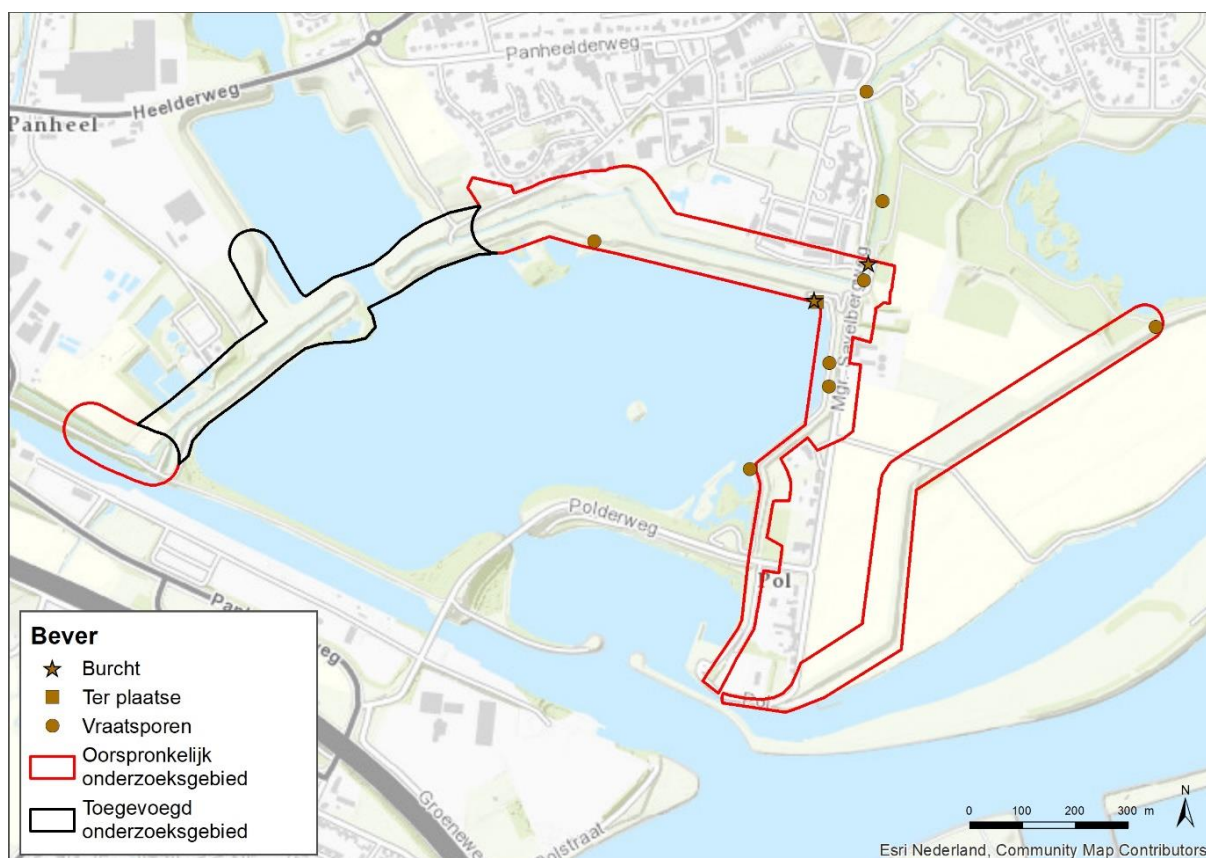 Panheelderweg
Heelderweg
Panheel
Mgr. Savelbergweg
Polderweg
Pol
Pol
Bever
Burcht
Ter plaatse
Vraatsporen
Oorspronkelijk
onderzoeksgebied
Toegevoegd
onderzoeksgebied
N
0 100 200 300 m
Esri Nederland, Community Map Contributors